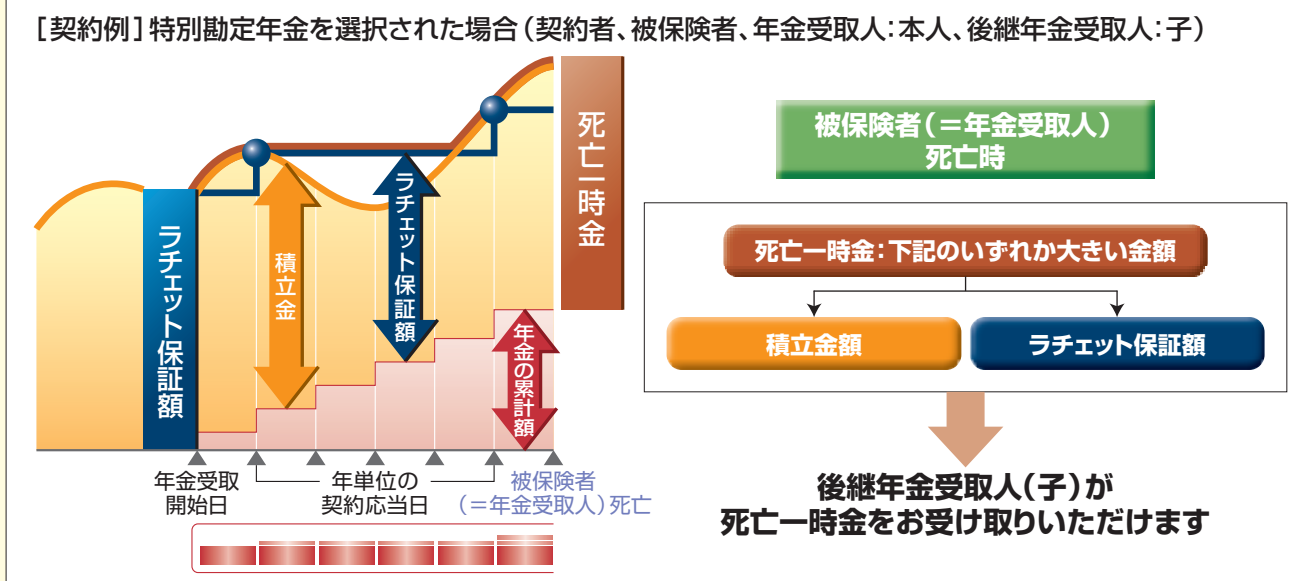 ［契約例］特別勘定年金を選択された場合（契約者、被保険者、年金受取人：本人、後継年金受取人：子）
ラチェット保証額
積立金
ラチェット保証額
年金の累計額
死亡一時金
年金受取
開始日
年単位の
契約応当日
被保険者
（＝年金受取人）死亡
被保険者（＝年金受取人）
死亡時
死亡一時金：下記のいずれか大きい金額
積立金額
ラチェット保証額
後継年金受取人（子）が
死亡一時金をお受け取りいただけます